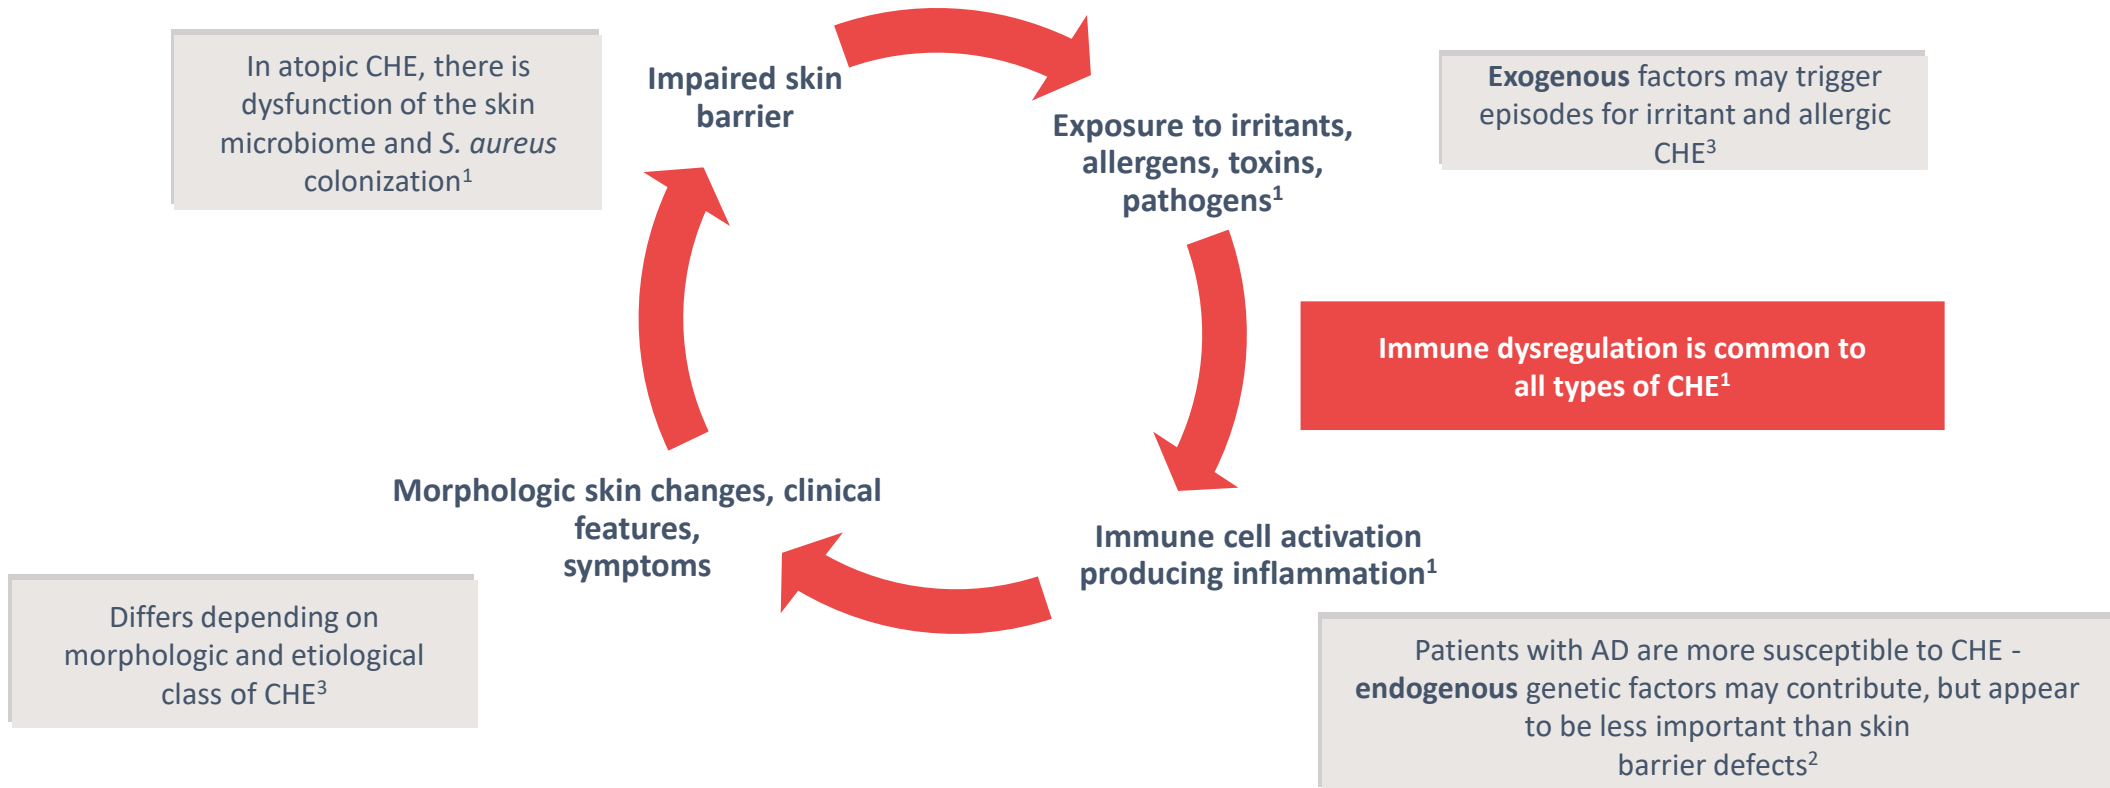 In atopic CHE, there is
dysfunction of the skin
microbiome and S. aureus
colonization¹
Impaired skin
barrier
Exposure to irritants,
allergens, toxins,
pathogens¹
Exogenous factors may trigger
episodes for irritant and allergic
CHE³
Immune dysregulation is common to
all types of CHE¹
Morphologic skin changes, clinical
features,
symptoms
Immune cell activation
producing inflammation¹
Differs depending on
morphologic and etiological
class of CHE³
Patients with AD are more susceptible to CHE -
endogenous genetic factors may contribute, but appear
to be less important than skin
barrier defects²